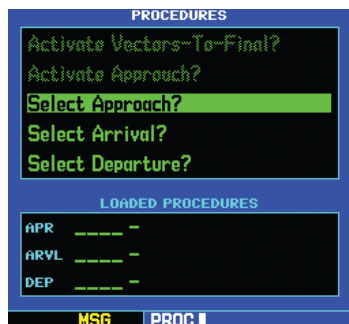 PROCEDURES
Activate Vectors-To-Final?
Activate Approach?
Select Approach?
Select Arrival?
Select Departure?
LOADED PROCEDURES
APR ____-
ARVL ____-
DEP ____-
MSG PROC